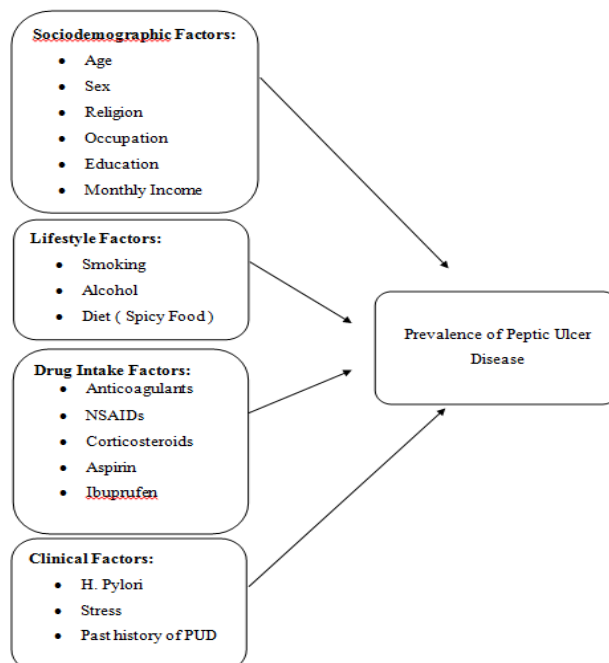 Sociodemographic Factors:
• Age
• Sex
• Religion
• Occupation
• Education
• Monthly Income
Lifestyle Factors:
• Smoking
• Alcohol
• Diet ( Spicy Food )
Drug Intake Factors:
• Anticoagulants
• NSAIDs
• Corticosteroids
• Aspirin
• Ibuprufen
Clinical Factors:
• H. Pylori
• Stress
• Past history of PUD
Prevalence of Peptic Ulcer
Disease